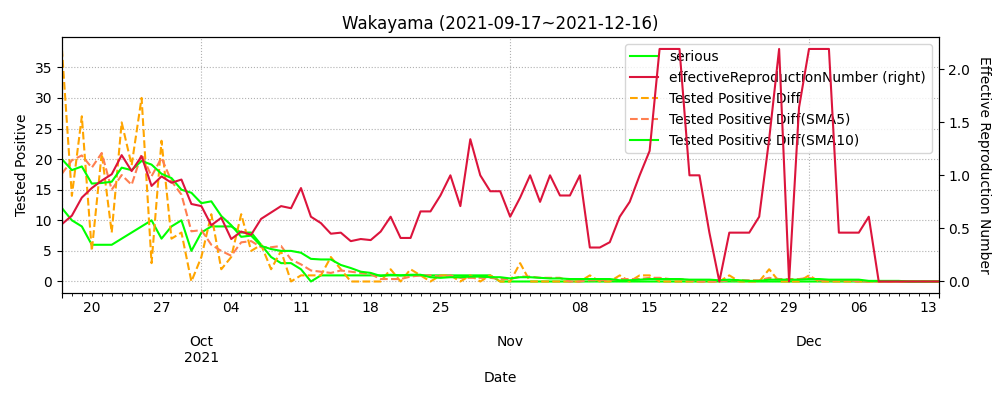 Wakayama (2021-09-17~2021-12-16)
serious
effectiveReproductionNumber (right)
Tested Positive Diff
Tested Positive Diff(SMA5)
Tested Positive Diff(SMA10)
Tested Positive
35
30
25
20
15
10
5
0
Effective Reproduction Number
2.0
1.5
1.0
0.5
0.0
20 27 04 11 18 25 08 15 22 29 06 13
Oct Nov Dec
2021
Date